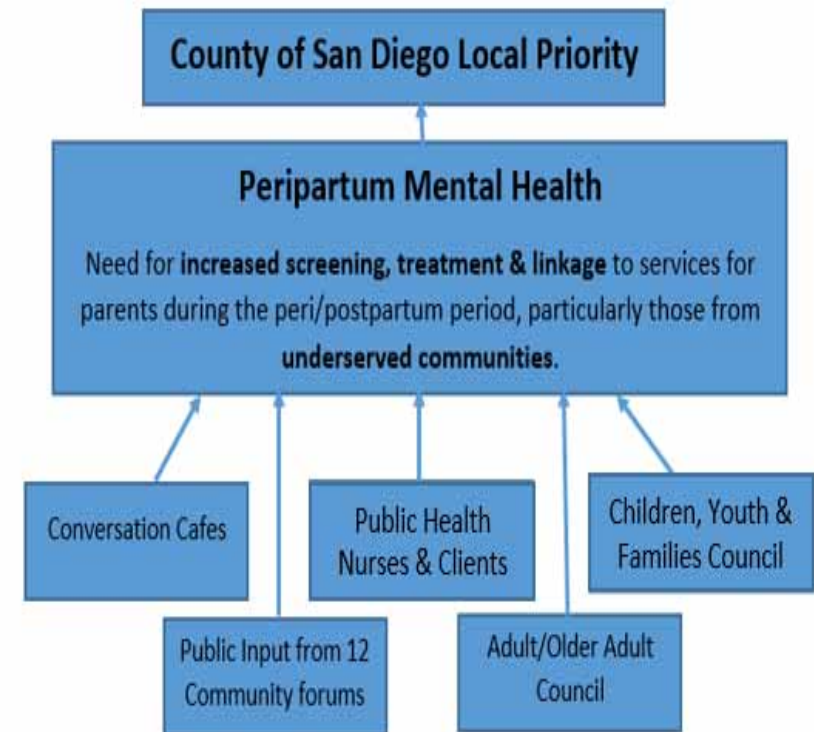 County of San Diego Local Priority
Peripartum Mental Health
Need for increased screening, treatment & linkage to services for
parents during the peri/postpartum period, particularly those from
underserved communities.
Conversation Cafes
Public Health
Nurses & Clients
Children, Youth &
Families Council
Public Input from 12
Community forums
Adult/Older Adult
Council